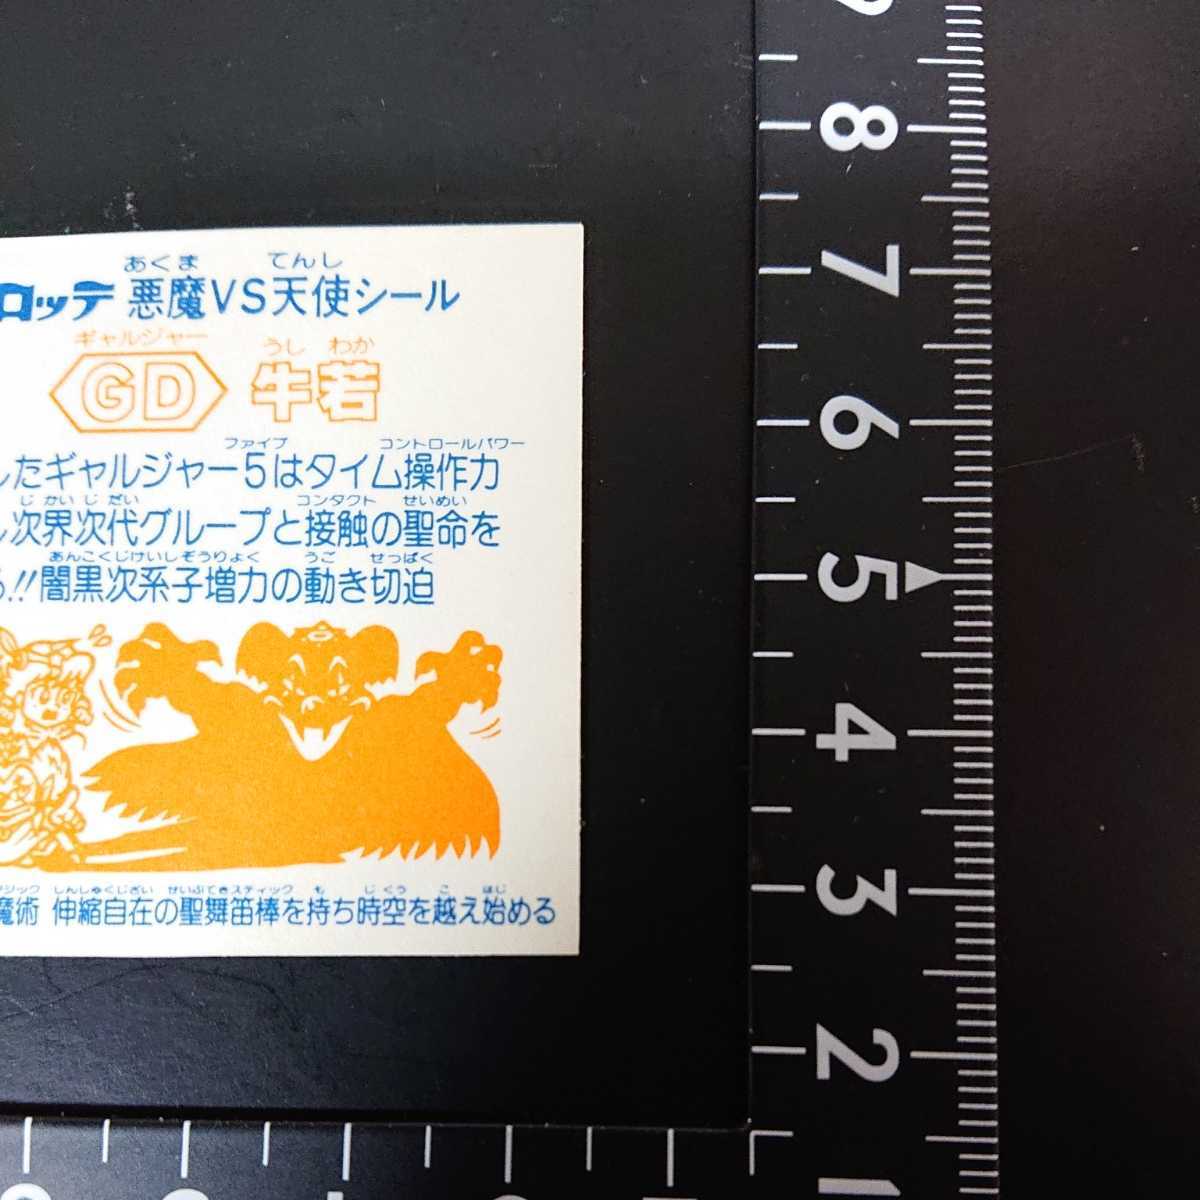 あくま てんし
ロッテ 悪魔VS天使シール
ギャルジャー うし わか
GD 牛若
ファイブ コントロールパワー
したギャルジャー5はタイム操作力
じかいじだい コンタクト せいめい
し次界次代グループと接触の聖命を
あんこくじけいしぞうりょく うご せっぱく
る!!闇黒次系子増力の動き切迫
ジック しんしゅくじざい せいぶてきスティック も じくう こ はじ
魔術 伸縮自在の聖舞笛棒を持ち時空を越え始める
8
7
6
5
4
3
2
1